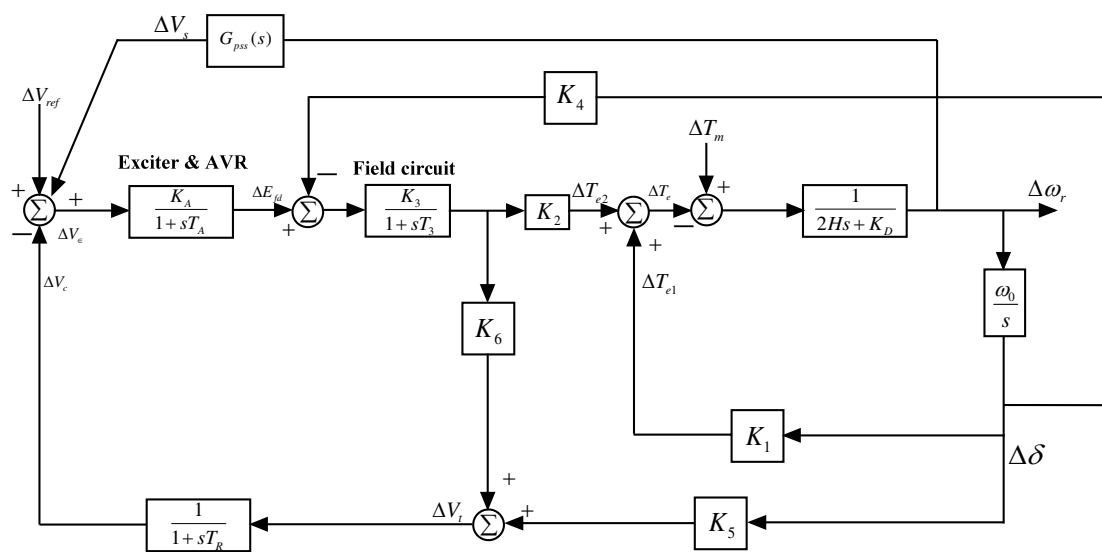 ΔV_s
G_pss(s)
ΔV_ref
K_4
ΔT_m
Exciter & AVR
Field circuit
+
+
+
−
K_A / 1 + sT_A
ΔE_fd
−
+
K_3 / 1 + sT_3
K_2
ΔT_e2
+
+
ΔT_e
−
+
1 / 2Hs + K_D
Δω_r
Σ
Σ
Σ
Σ
ΔV_ϵ
ΔV_c
ΔT_e1
ω_0 / s
K_6
K_1
Δδ
+
+
ΔV_t
Σ
K_5
1 / 1 + sT_R